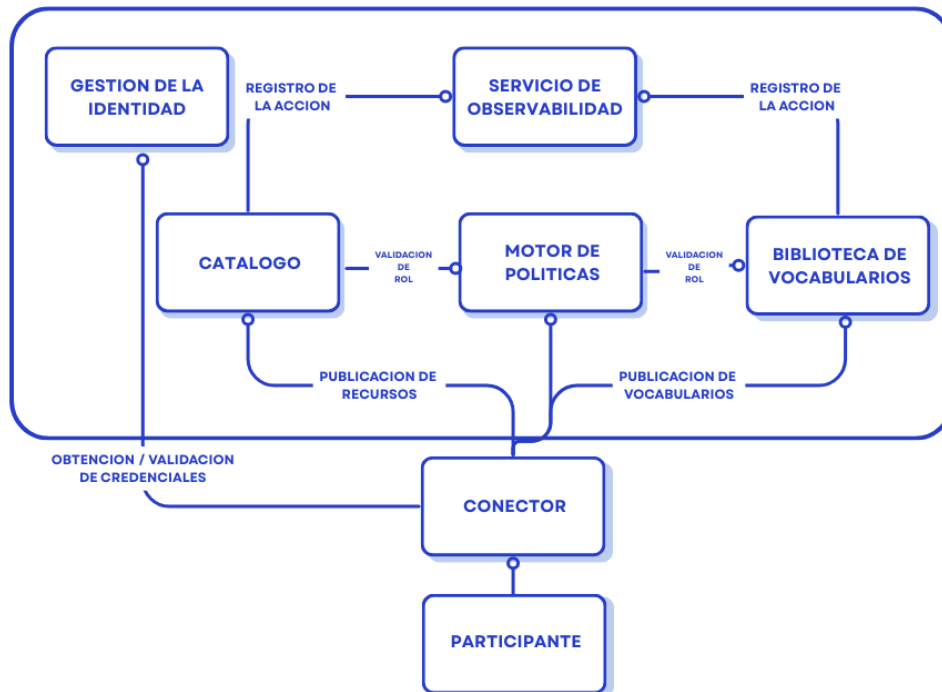 GESTION DE LA
IDENTIDAD
REGISTRO DE
LA ACCION
SERVICIO DE
OBSERVABILIDAD
REGISTRO DE
LA ACCION
CATALOGO
VALIDACION
DE
ROL
MOTOR DE
POLITICAS
VALIDACION
DE
ROL
BIBLIOTECA DE
VOCABULARIOS
PUBLICACION DE
RECURSOS
PUBLICACION DE
VOCABULARIOS
OBTENCION / VALIDACION
DE CREDENCIALES
CONECTOR
PARTICIPANTE